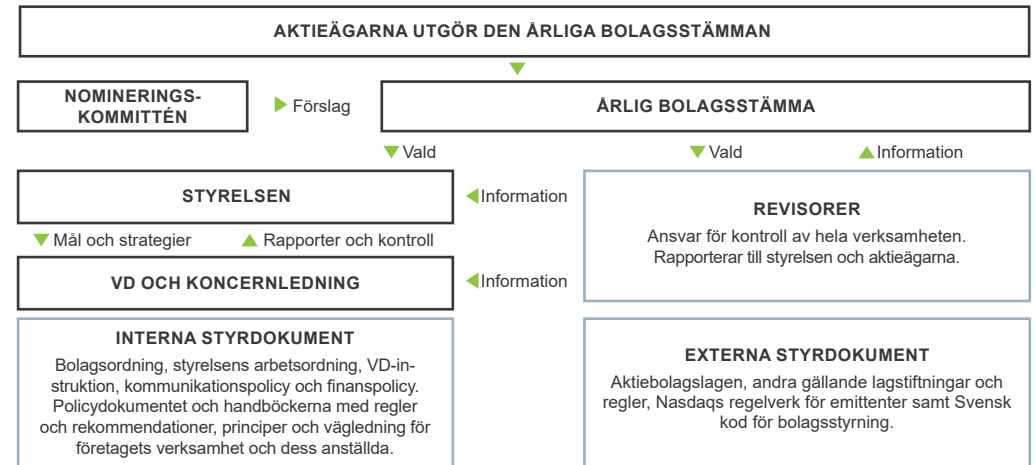 AKTIEÄGARNA UTGÖR DEN ÅRLIGA BOLAGSSTÄMMAN
NOMINERINGS-
KOMMITTÉN
Förslag
ÅRLIG BOLAGSSTÄMMA
Vald
Vald
Information
STYRELSEN
Information
Mål och strategier
Rapporter och kontroll
VD OCH KONCERNLEDNING
Information
REVISORER
Ansvar för kontroll av hela verksamheten.
Rapporterar till styrelsen och aktieägarna.
INTERNA STYRDOKUMENT
Bolagsordning, styrelsens arbetsordning, VD-in-
struktion, kommunikationspolicy och finanspolicy.
Policydokumentet och handböckerna med regler
och rekommendationer, principer och vägledning för
företagets verksamhet och dess anställda.
EXTERNA STYRDOKUMENT
Aktiebolagslagen, andra gällande lagstiftningar och
regler, Nasdaqs regelverk för emittenter samt Svensk
kod för bolagsstyrning.